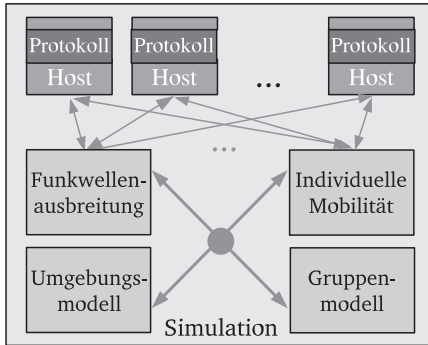 Protokoll Protokoll Protokoll
Host Host ... Host
...
Funkwellen- Individuelle
ausbreitung Mobilität
Umgebungs- Gruppen-
modell modell
Simulation